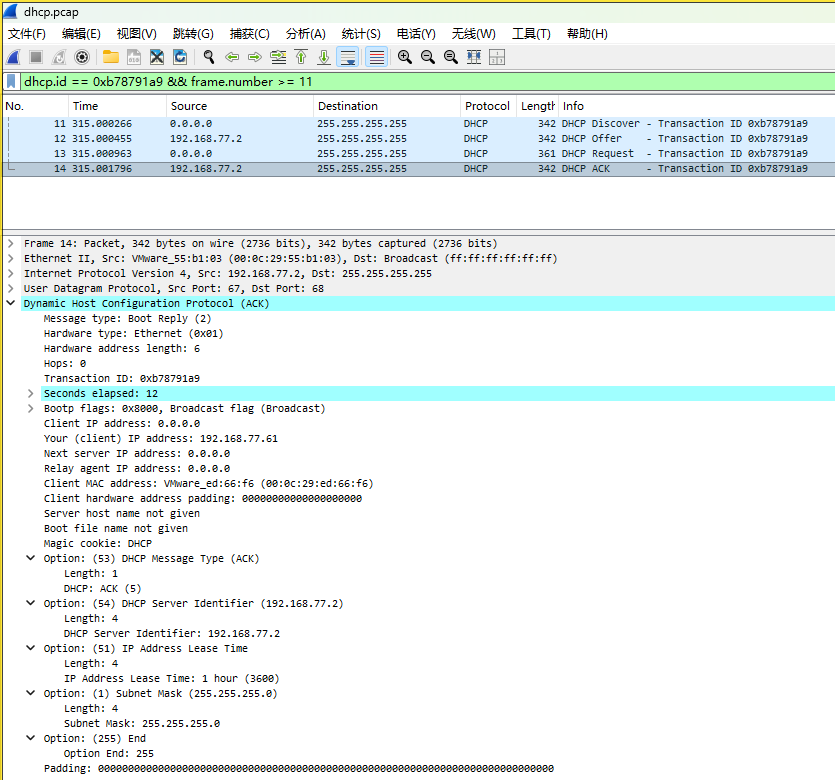 dhcp.pcap
文件(F) 编辑(E) 视图(V) 跳转(G) 捕获(C) 分析(A) 统计(S) 电话(Y) 无线(W) 工具(T) 帮助(H)
dhcp.id == 0xb78791a9 && frame.number >= 11
No. Time Source Destination Protocol Length Info
11 315.000266 0.0.0.0 255.255.255.255 DHCP 342 DHCP Discover - Transaction ID 0xb78791a9
12 315.000455 192.168.77.2 255.255.255.255 DHCP 342 DHCP Offer - Transaction ID 0xb78791a9
13 315.000963 0.0.0.0 255.255.255.255 DHCP 361 DHCP Request - Transaction ID 0xb78791a9
14 315.001796 192.168.77.2 255.255.255.255 DHCP 342 DHCP ACK - Transaction ID 0xb78791a9
Frame 14: Packet, 342 bytes on wire (2736 bits), 342 bytes captured (2736 bits)
Ethernet II, Src: VMware_55:b1:03 (00:0c:29:55:b1:03), Dst: Broadcast (ff:ff:ff:ff:ff:ff)
Internet Protocol Version 4, Src: 192.168.77.2, Dst: 255.255.255.255
User Datagram Protocol, Src Port: 67, Dst Port: 68
Dynamic Host Configuration Protocol (ACK)
Message type: Boot Reply (2)
Hardware type: Ethernet (0x01)
Hardware address length: 6
Hops: 0
Transaction ID: 0xb78791a9
Seconds elapsed: 12
Bootp flags: 0x8000, Broadcast flag (Broadcast)
Client IP address: 0.0.0.0
Your (client) IP address: 192.168.77.61
Next server IP address: 0.0.0.0
Relay agent IP address: 0.0.0.0
Client MAC address: VMware_ed:66:f6 (00:0c:29:ed:66:f6)
Client hardware address padding: 00000000000000000000
Server host name not given
Boot file name not given
Magic cookie: DHCP
Option: (53) DHCP Message Type (ACK)
Length: 1
DHCP: ACK (5)
Option: (54) DHCP Server Identifier (192.168.77.2)
Length: 4
DHCP Server Identifier: 192.168.77.2
Option: (51) IP Address Lease Time
Length: 4
IP Address Lease Time: 1 hour (3600)
Option: (1) Subnet Mask (255.255.255.0)
Length: 4
Subnet Mask: 255.255.255.0
Option: (255) End
Option End: 255
Padding: 0000000000000000000000000000000000000000000000000000000000000000000000000000